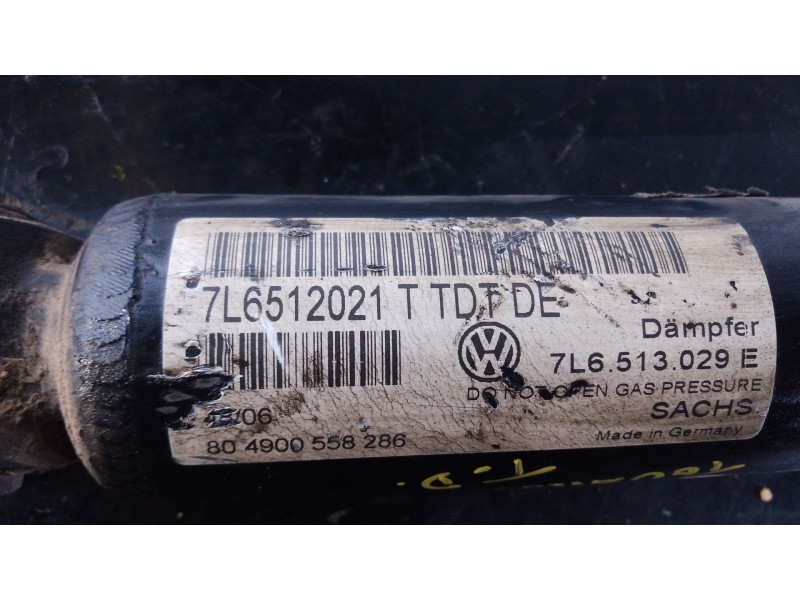 7L6512021 T TDT DE
Dämpfer
7L6.513.029 E
DO NOT OPEN GAS PRESSURE
SACHS
Made in Germany
/06
80 4900 558 286